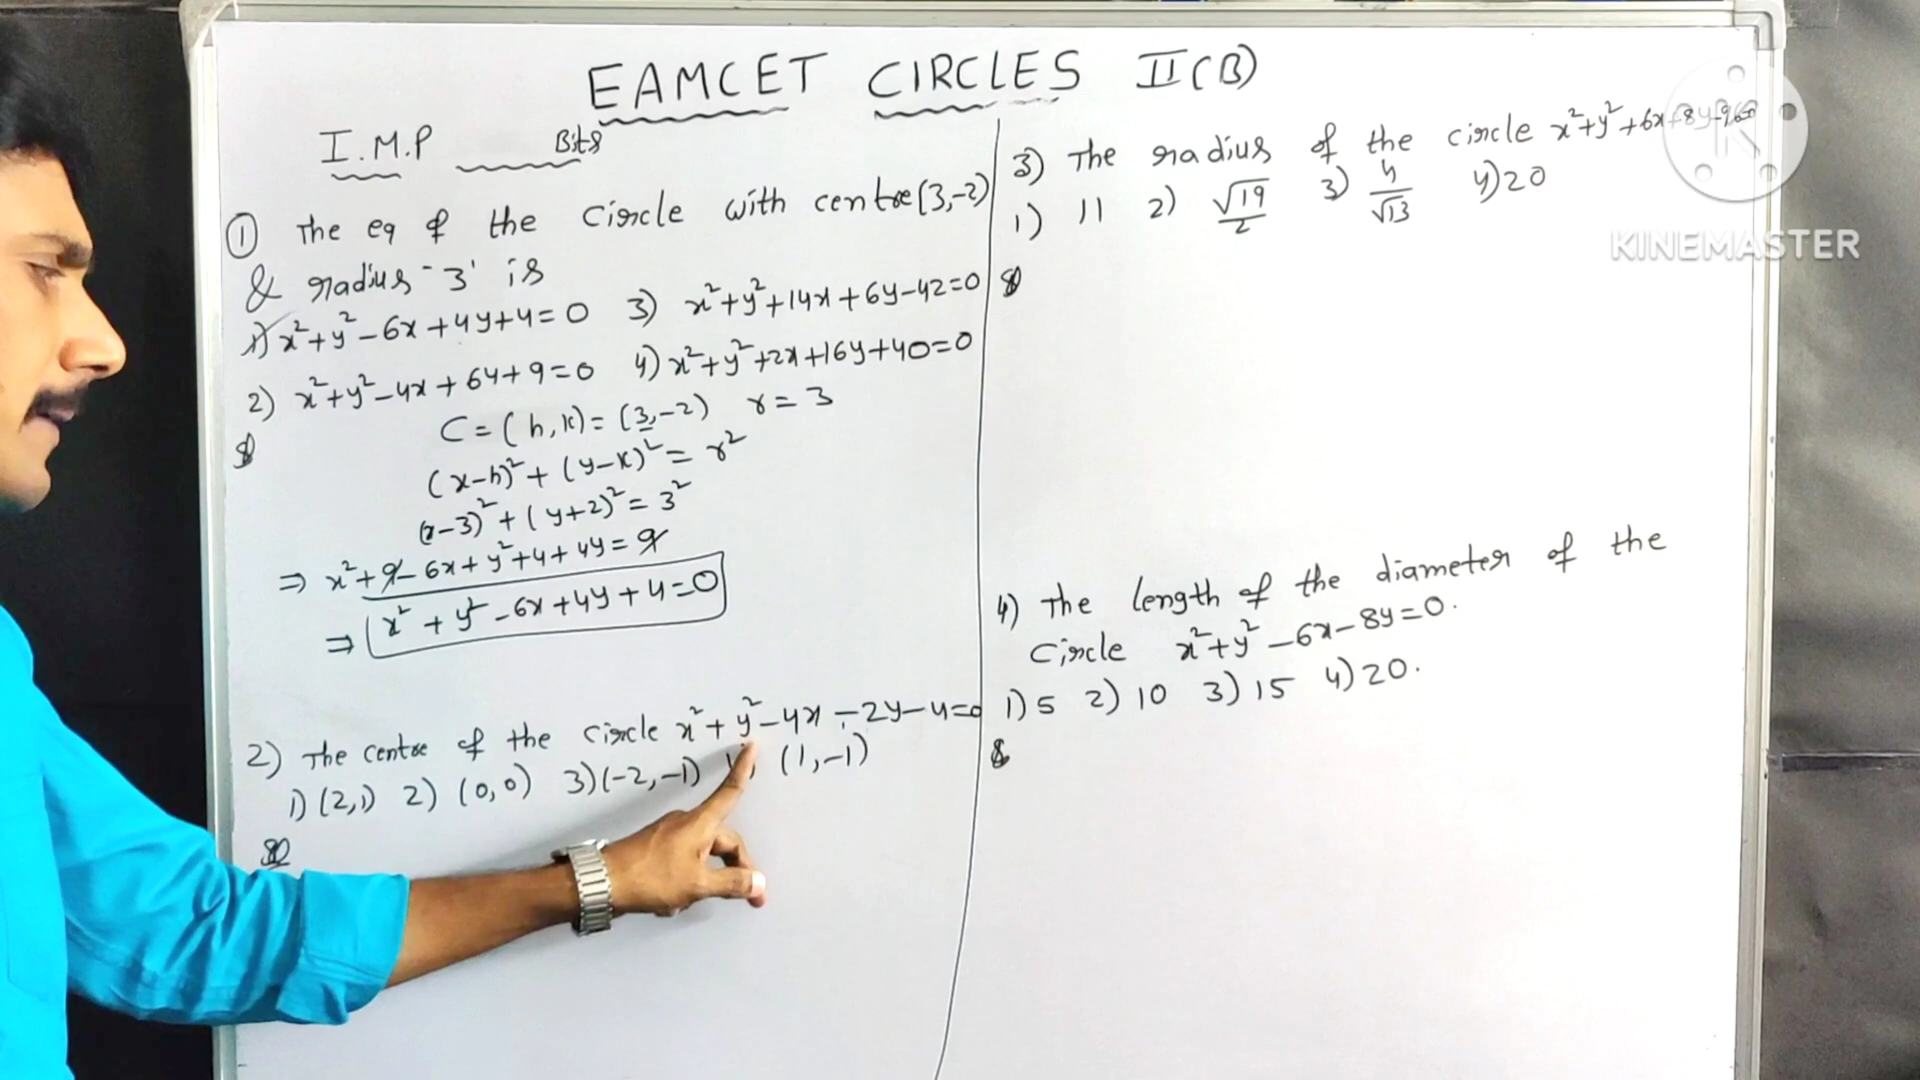 EAMCET CIRCLES II(B)
I.M.P Bits
① The eq of the circle with centre(3,-2)
& radius '3' is
1) x²+y²-6x+4y+4=0 3) x²+y²+14x+6y-42=0
2) x²+y²-4x+6y+9=0 4) x²+y²+2x+16y+40=0
C=(h,k)=(3,-2) r=3
(x-h)²+(y-k)²=r²
(x-3)²+(y+2)²=3²
⇒ x²+9-6x+y²+4+4y=9
⇒ x²+y²-6x+4y+4=0
2) The centre of the circle x²+y²-4x-2y-4=0
1)(2,1) 2) (0,0) 3)(-2,-1) (1,-1)
3) The radius of the circle x²+y²+6x+8y-96=0
1) 11 2) √19/2 3) 4/√13 4)20
4) The length of the diameter of the
circle x²+y²-6x-8y=0.
1)5 2)10 3)15 4)20.
KINEMASTER